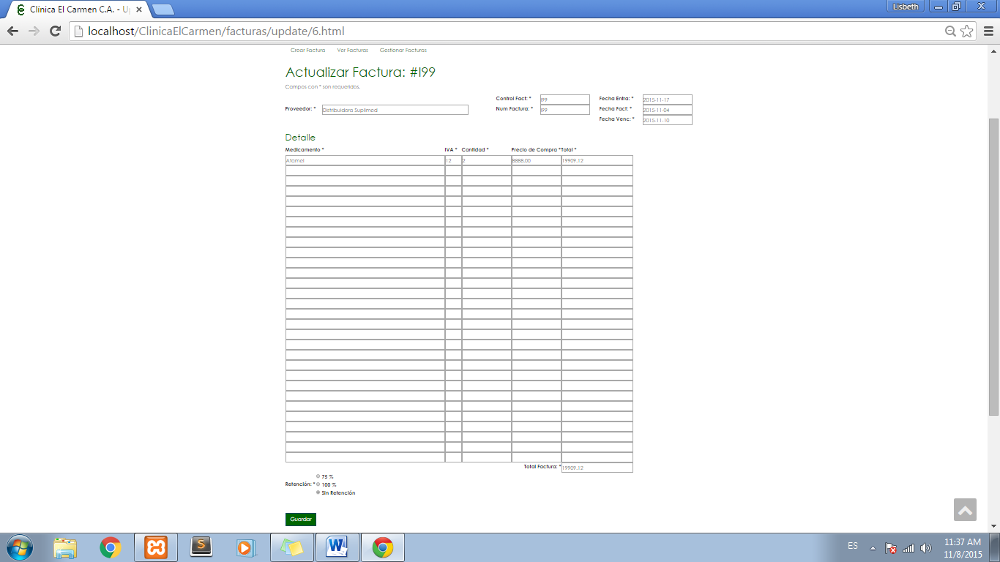 Clínica El Carmen C.A. - U
Lisbeth
localhost/ClinicaElCarmen/facturas/update/6.html
Crear Factura Ver Facturas Gestionar Facturas
Actualizar Factura: #I99
Campos con * son requeridos.
Control Fact: * I99 Fecha Entra: * 2015-11-17
Proveedor: * Distribuidora Suplimed Num Factura: * I99 Fecha Fact: * 2015-11-04
Fecha Venc: * 2015-11-10
Detalle
Medicamento * IVA * Cantidad * Precio de Compra * Total *
Atamel 12 2 8888.00 19909.12
Total Factura: * 19909.12
75 %
Retención: * 100 %
Sin Retención
Guardar
ES 11:37 AM
11/8/2015